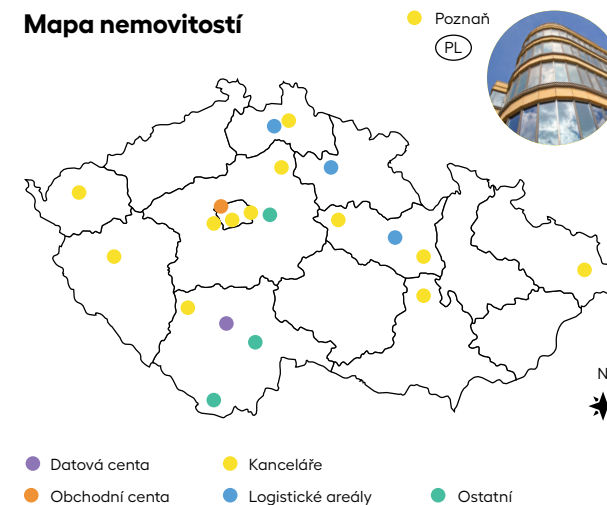 Mapa nemovitostí
Poznaň
PL
N
Datová centa
Kanceláře
Obchodní centa
Logistické areály
Ostatní